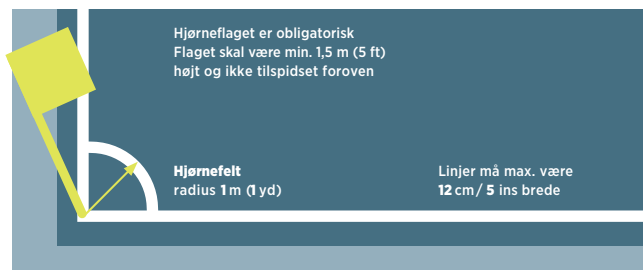 Hjørneflaget er obligatorisk
Flaget skal være min. 1,5 m (5 ft)
højt og ikke tilspidset foroven
Hjørnefelt
radius 1 m (1 yd)
Linjer må max. være
12 cm / 5 ins brede